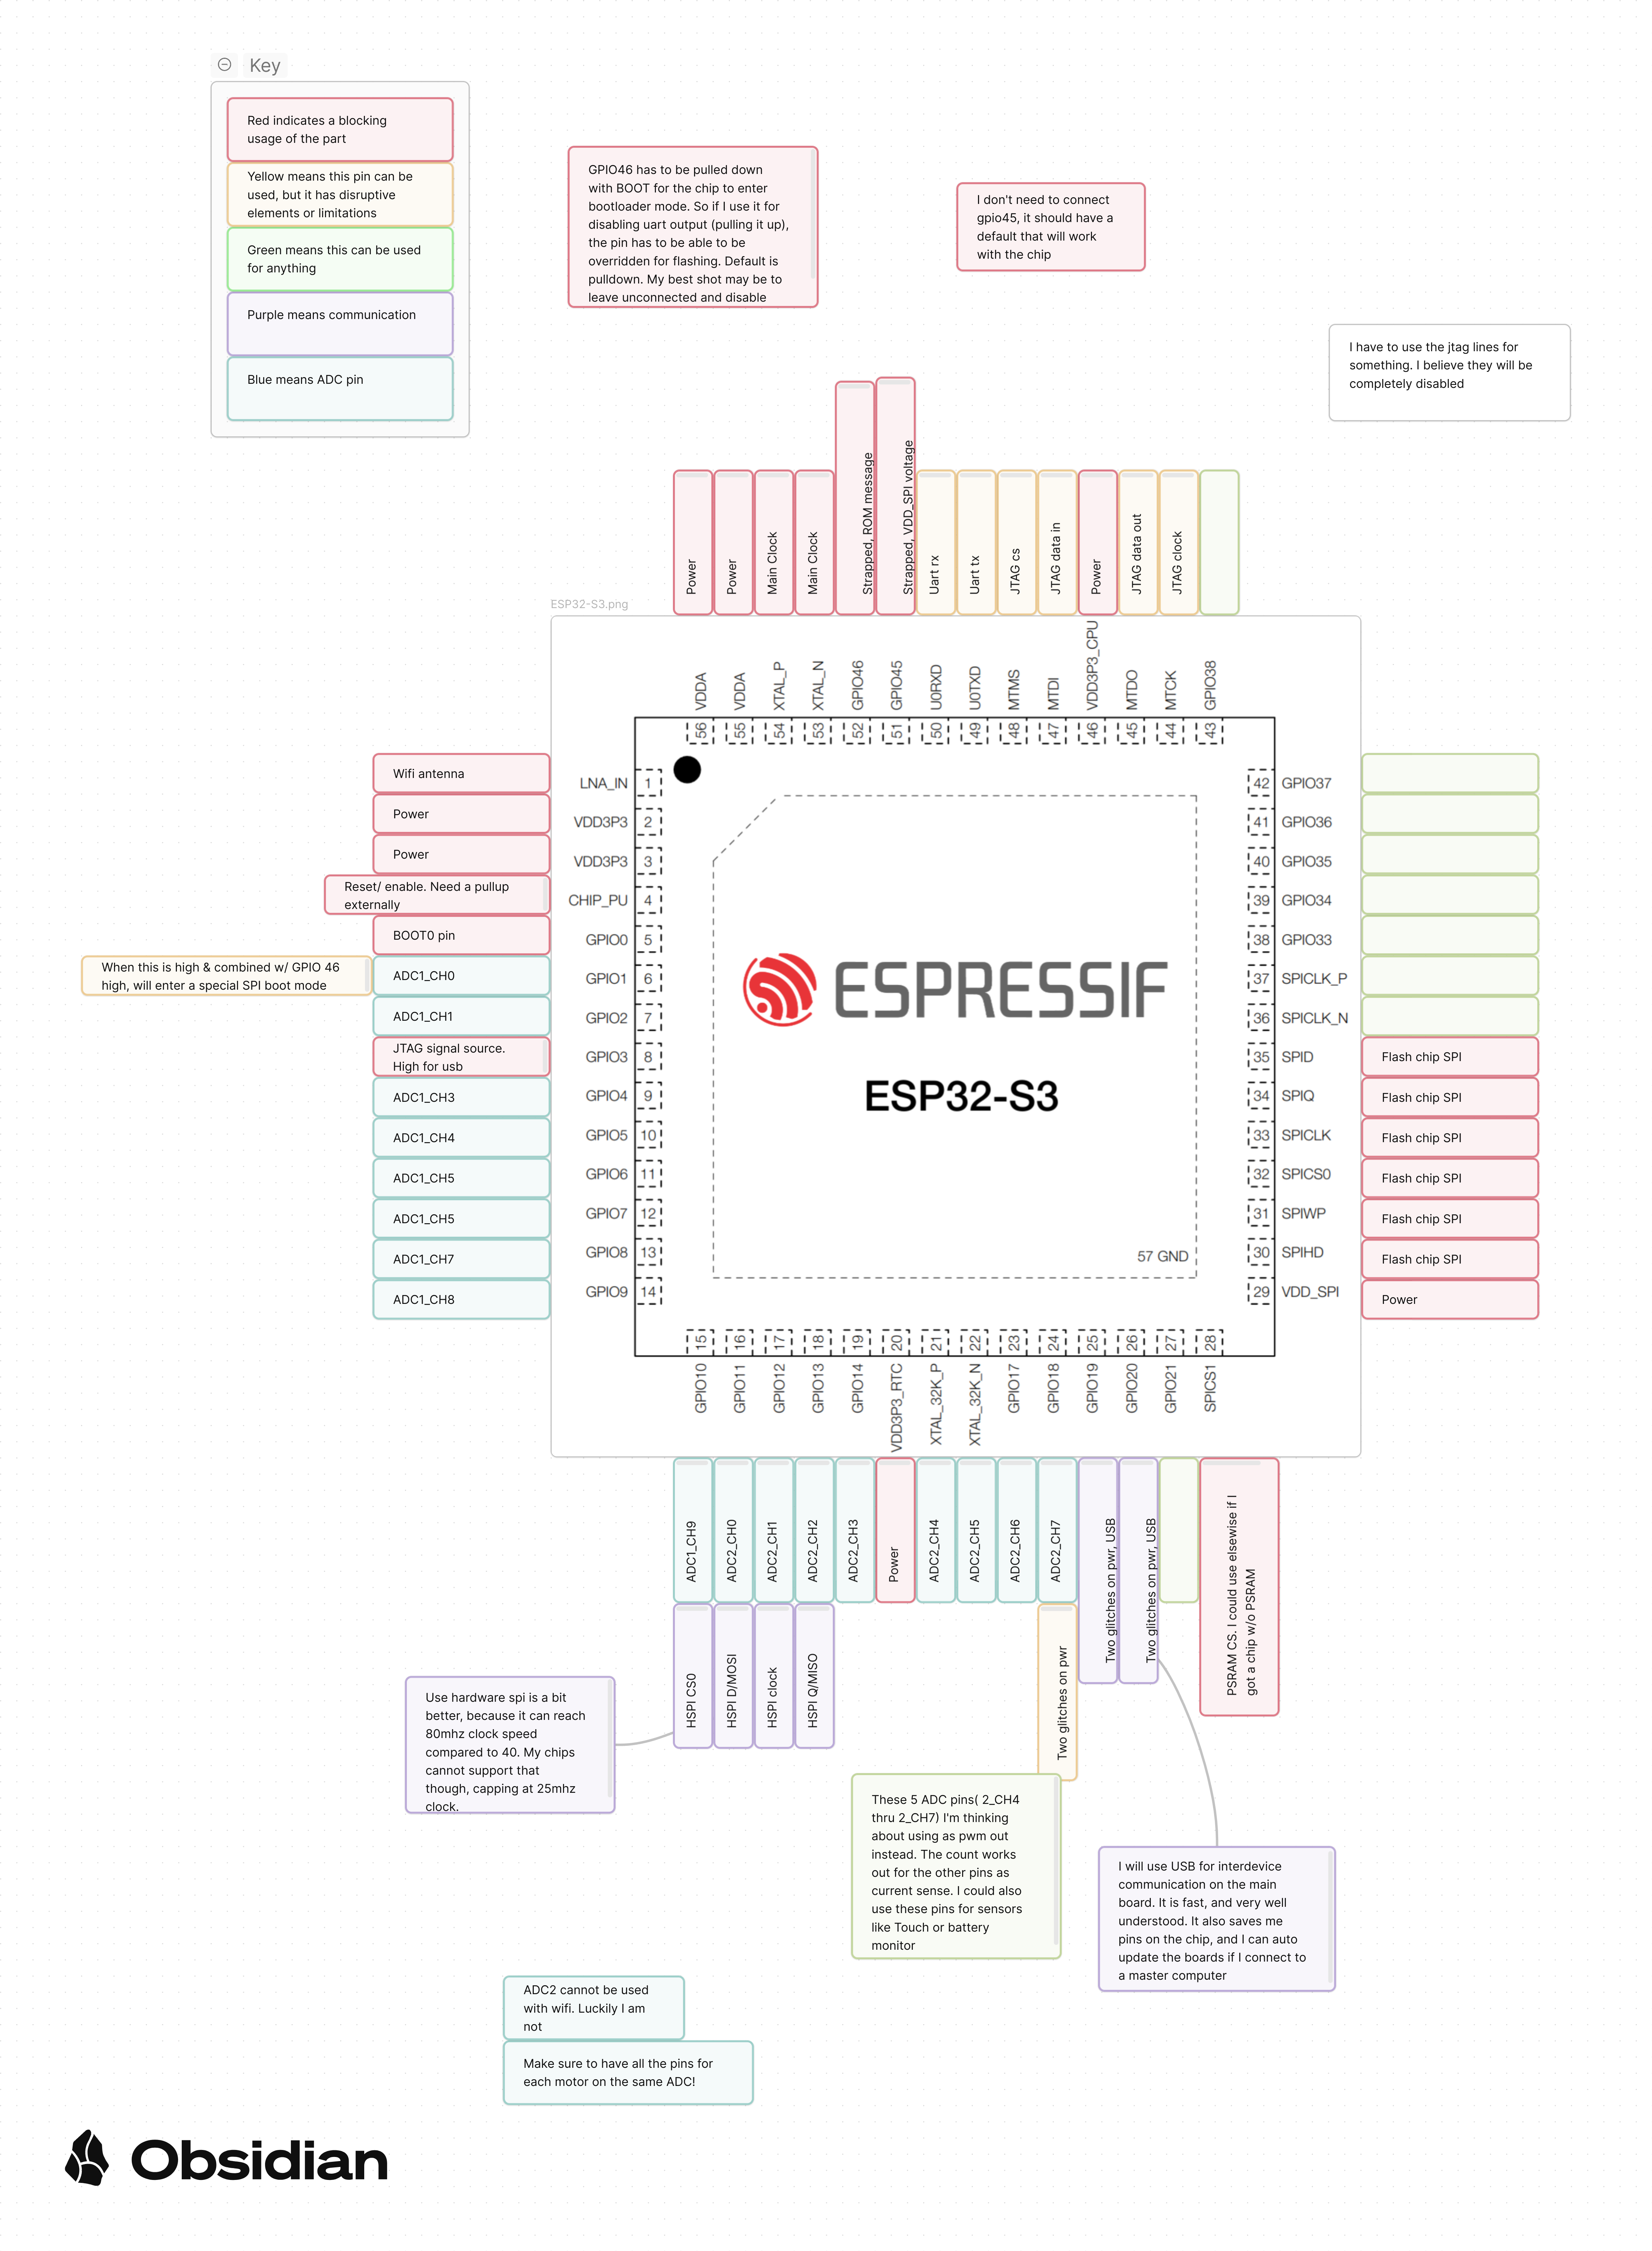 Key
Red indicates a blocking
usage of the part
Yellow means this pin can be
used, but it has disruptive
elements or limitations
Green means this can be used
for anything
Purple means communication
Blue means ADC pin
GPIO46 has to be pulled down
with BOOT for the chip to enter
bootloader mode. So if I use it for
disabling uart output (pulling it up),
the pin has to be able to be
overridden for flashing. Default is
pulldown. My best shot may be to
leave unconnected and disable
I don't need to connect
gpio45, it should have a
default that will work
with the chip
I have to use the jtag lines for
something. I believe they will be
completely disabled
Power
Power
Main Clock
Main Clock
Strapped, ROM message
Strapped, VDD_SPI voltage
Uart rx
Uart tx
JTAG cs
JTAG data in
Power
JTAG data out
JTAG clock
ESP32-S3.png
VDDA
VDDA
XTAL_P
XTAL_N
GPIO46
GPIO45
U0RXD
U0TXD
MTMS
MTDI
VDD3P3_CPU
MTDO
MTCK
GPIO38
56
55
54
53
52
51
50
49
48
47
46
45
44
43
Wifi antenna
LNA_IN 1
Power
VDD3P3 2
Power
VDD3P3 3
Reset/ enable. Need a pullup
externally
CHIP_PU 4
BOOT0 pin
GPIO0 5
When this is high & combined w/ GPIO 46
high, will enter a special SPI boot mode
ADC1_CH0
GPIO1 6
ADC1_CH1
GPIO2 7
JTAG signal source.
High for usb
GPIO3 8
ADC1_CH3
GPIO4 9
ADC1_CH4
GPIO5 10
ADC1_CH5
GPIO6 11
ADC1_CH5
GPIO7 12
ADC1_CH7
GPIO8 13
ADC1_CH8
GPIO9 14
ESPRESSIF
ESP32-S3
57 GND
42 GPIO37
41 GPIO36
40 GPIO35
39 GPIO34
38 GPIO33
37 SPICLK_P
36 SPICLK_N
35 SPID
Flash chip SPI
34 SPIQ
Flash chip SPI
33 SPICLK
Flash chip SPI
32 SPICS0
Flash chip SPI
31 SPIWP
Flash chip SPI
30 SPIHD
Flash chip SPI
29 VDD_SPI
Power
15
16
17
18
19
20
21
22
23
24
25
26
27
28
GPIO10
GPIO11
GPIO12
GPIO13
GPIO14
VDD3P3_RTC
XTAL_32K_P
XTAL_32K_N
GPIO17
GPIO18
GPIO19
GPIO20
GPIO21
SPICS1
ADC1_CH9
ADC2_CH0
ADC2_CH1
ADC2_CH2
ADC2_CH3
Power
ADC2_CH4
ADC2_CH5
ADC2_CH6
ADC2_CH7
Two glitches on pwr, USB
Two glitches on pwr, USB
PSRAM CS. I could use elsewise if I
got a chip w/o PSRAM
HSPI CS0
HSPI D/MOSI
HSPI clock
HSPI Q/MISO
Two glitches on pwr
Use hardware spi is a bit
better, because it can reach
80mhz clock speed
compared to 40. My chips
cannot support that
though, capping at 25mhz
clock.
These 5 ADC pins( 2_CH4
thru 2_CH7) I'm thinking
about using as pwm out
instead. The count works
out for the other pins as
current sense. I could also
use these pins for sensors
like Touch or battery
monitor
I will use USB for interdevice
communication on the main
board. It is fast, and very well
understood. It also saves me
pins on the chip, and I can auto
update the boards if I connect to
a master computer
ADC2 cannot be used
with wifi. Luckily I am
not
Make sure to have all the pins for
each motor on the same ADC!
Obsidian